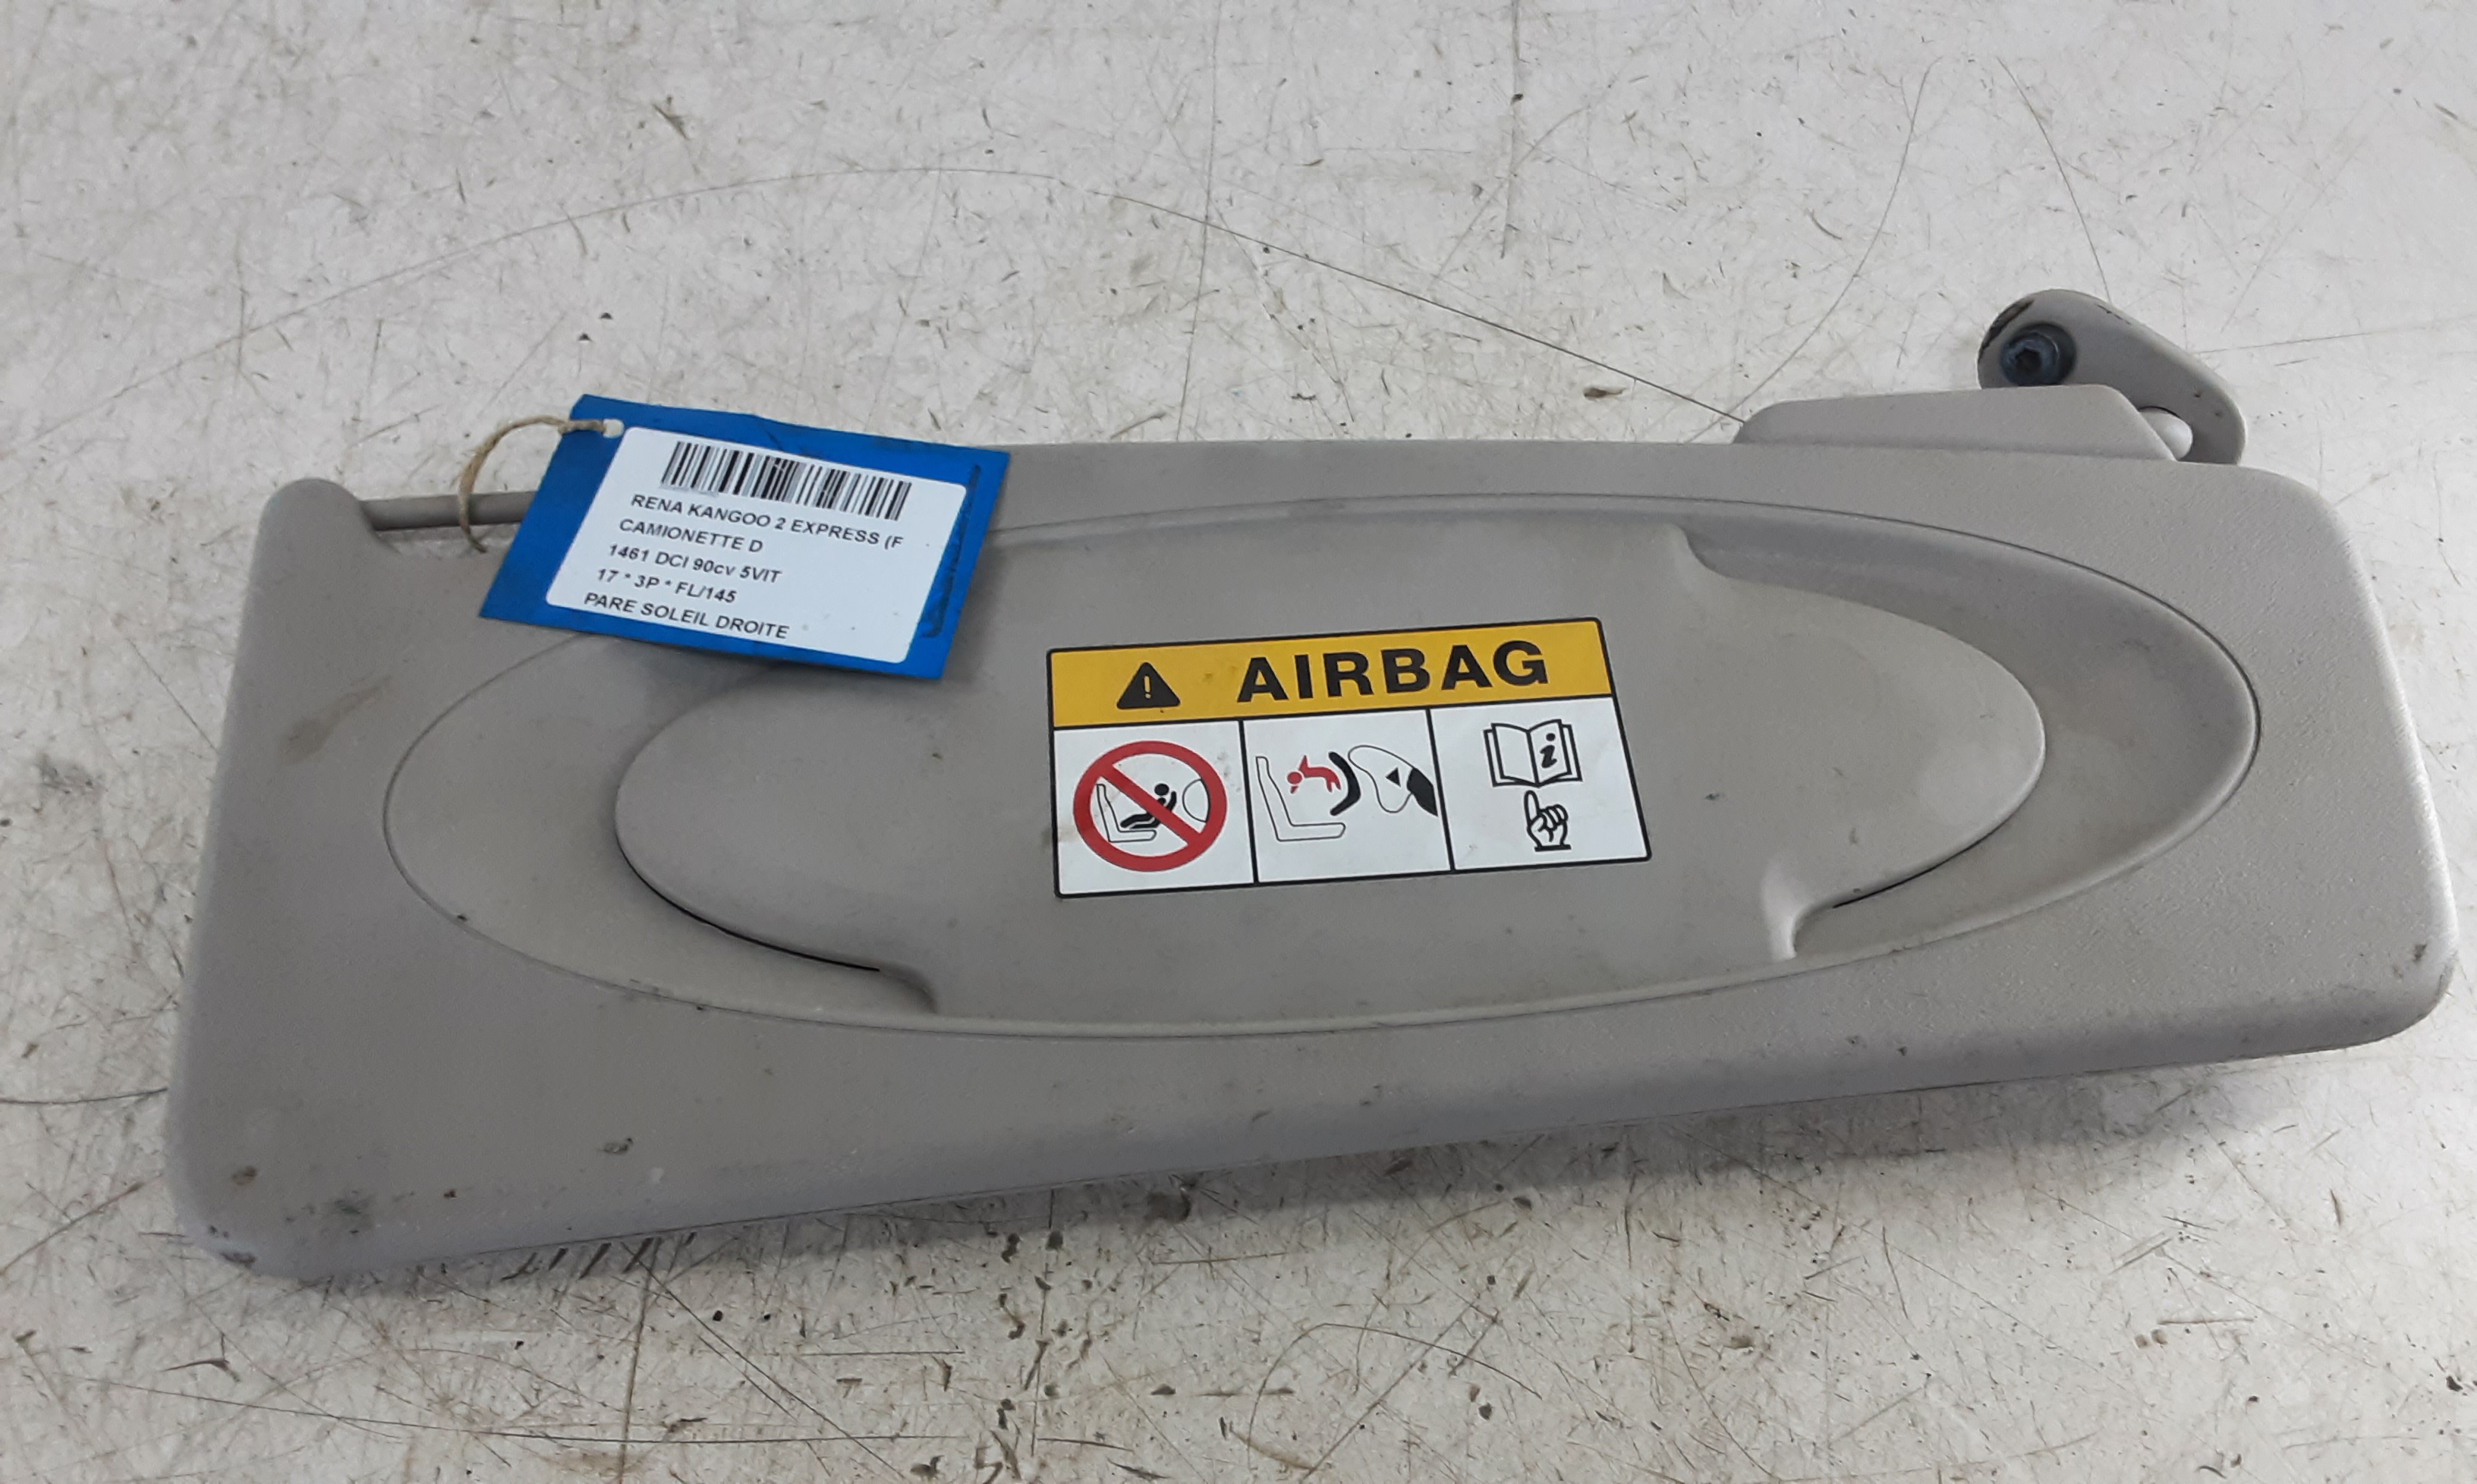 RENA KANGOO 2 EXPRESS (F
CAMIONETTE D
1461 DCI 90cv 5VIT
17 * 3P * FL/145
PARE SOLEIL DROITE
AIRBAG
i